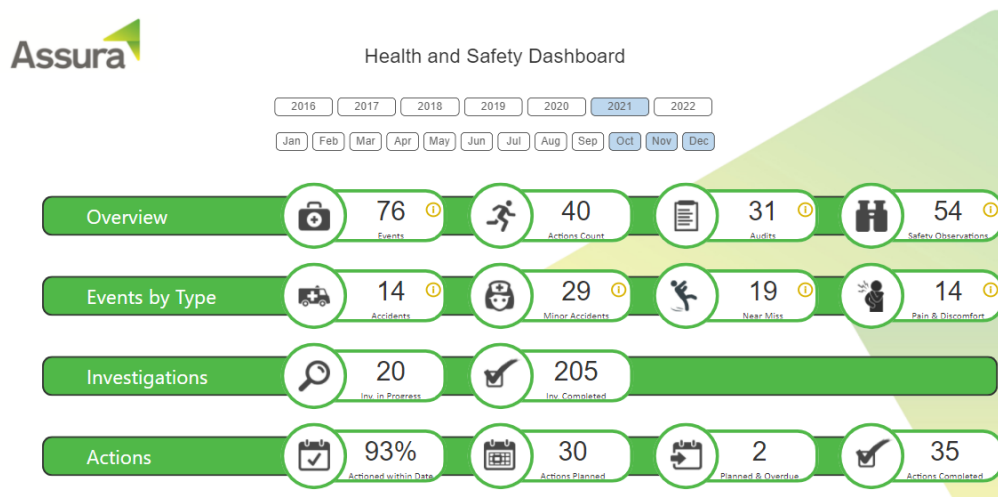 Assura
Health and Safety Dashboard
2016 2017 2018 2019 2020 2021 2022
Jan Feb Mar Apr May Jun Jul Aug Sep Oct Nov Dec
Overview
76
Events
40
Actions Count
31
Audits
54
Safety Observations
Events by Type
14
Accidents
29
Minor Accidents
19
Near Miss
14
Pain & Discomfort
Investigations
20
Inv. in Progress
205
Inv. Completed
Actions
93%
Actioned within Date
30
Actions Planned
2
Planned & Overdue
35
Actions Completed